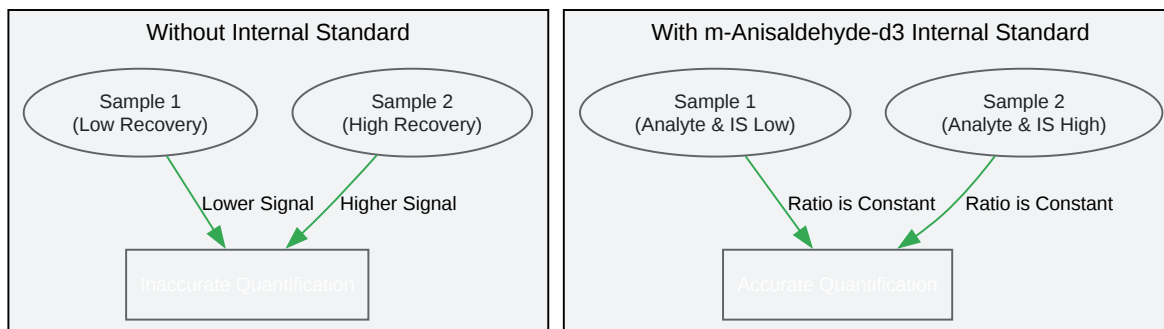 Without Internal Standard
Sample 1
(Low Recovery)
Sample 2
(High Recovery)
Lower Signal
Higher Signal
Inaccurate Quantification
With m-Anisaldehyde-d3 Internal Standard
Sample 1
(Analyte & IS Low)
Sample 2
(Analyte & IS High)
Ratio is Constant
Ratio is Constant
Accurate Quantification